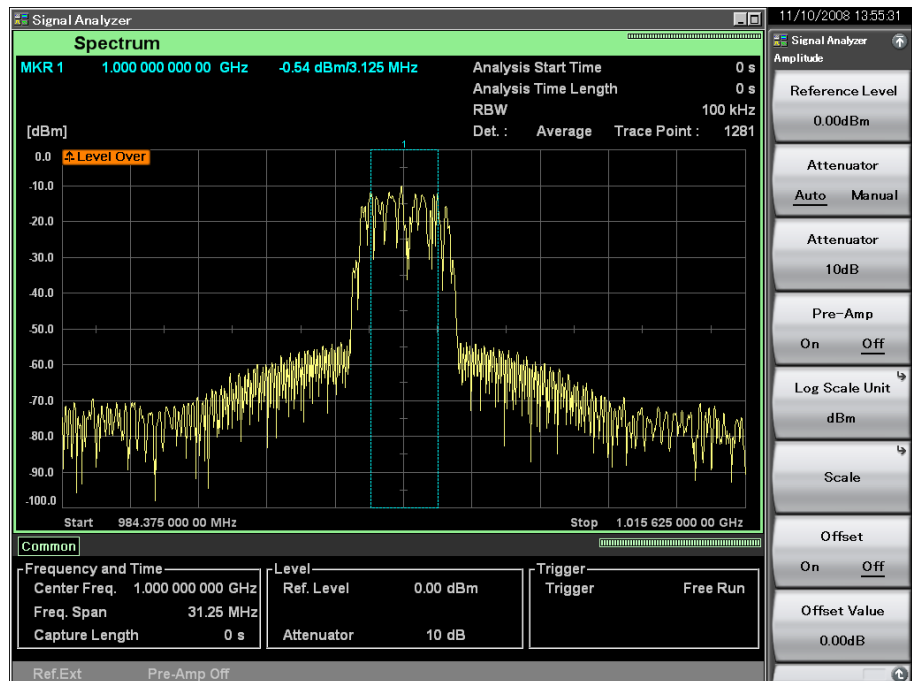 Signal Analyzer
11/10/2008 13:55:31
Spectrum
MKR 1 1.000 000 000 00 GHz -0.54 dBm/3.125 MHz
Analysis Start Time 0 s
Analysis Time Length 0 s
RBW 100 kHz
Det. : Average Trace Point : 1281
[dBm]
1
0.0
Level Over
-10.0
-20.0
-30.0
-40.0
-50.0
-60.0
-70.0
-80.0
-90.0
-100.0
Start 984.375 000 00 MHz
Stop 1.015 625 000 00 GHz
Common
Frequency and Time
Center Freq. 1.000 000 000 GHz
Freq. Span 31.25 MHz
Capture Length 0 s
Level
Ref. Level 0.00 dBm
Attenuator 10 dB
Trigger
Trigger Free Run
Ref.Ext Pre-Amp Off
Signal Analyzer
Amplitude
Reference Level
0.00dBm
Attenuator
Auto Manual
Attenuator
10dB
Pre-Amp
On Off
Log Scale Unit
dBm
Scale
Offset
On Off
Offset Value
0.00dB